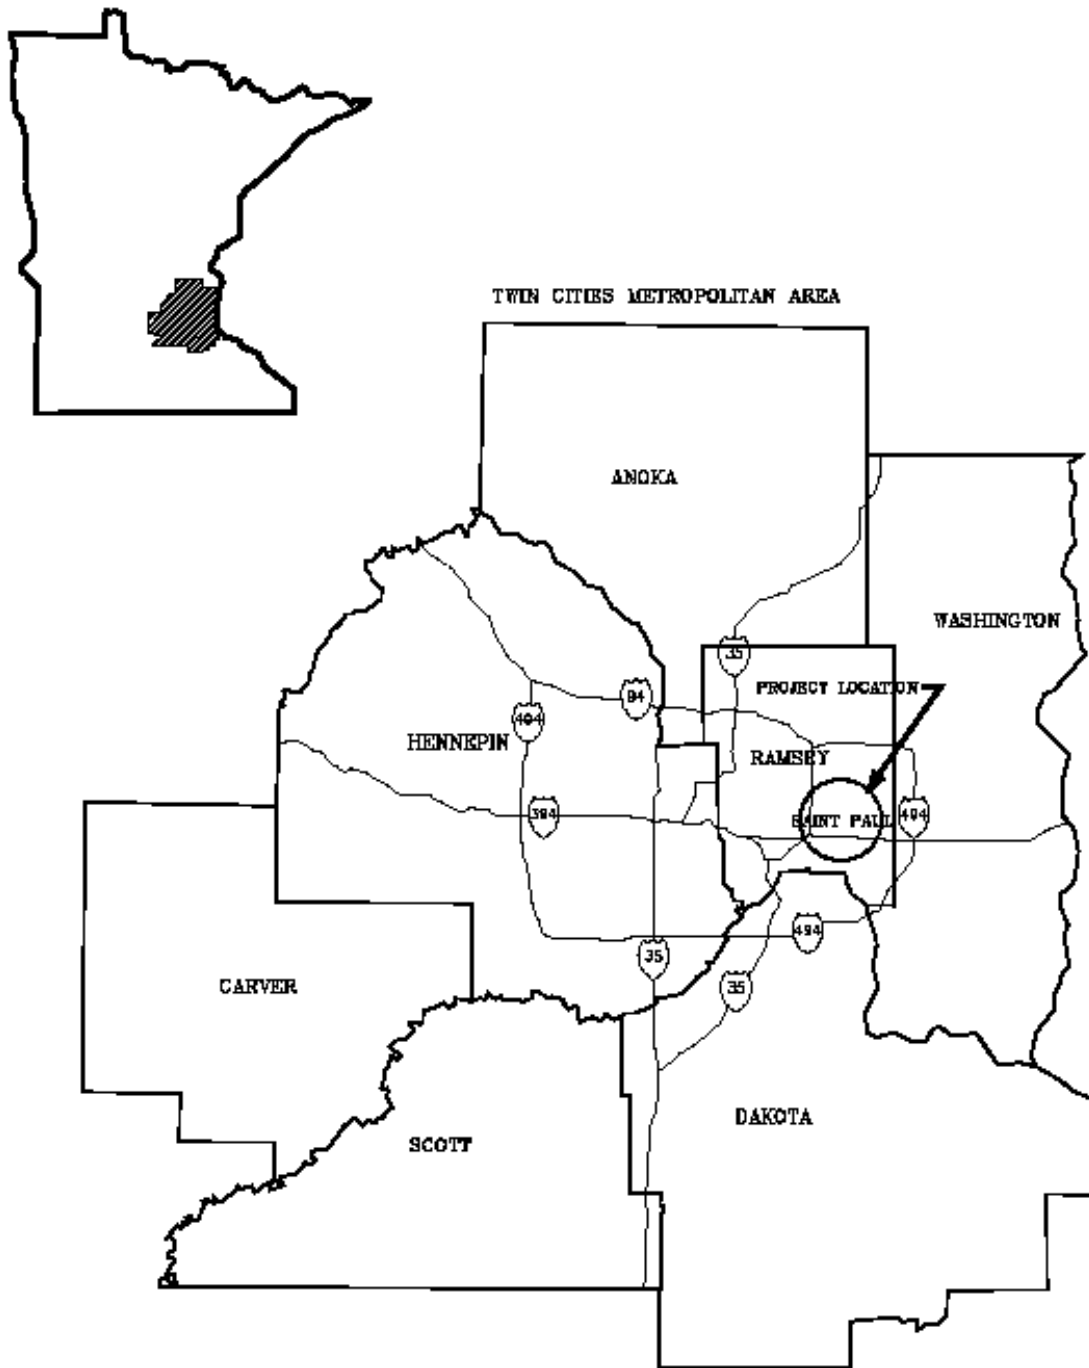 TWIN CITIES METROPOLITAN AREA
ANOKA
WASHINGTON
35
PROJECT LOCATION
94
494
HENNEPIN
RAMSEY
394
SAINT PAUL
494
494
35
35
CARVER
DAKOTA
SCOTT